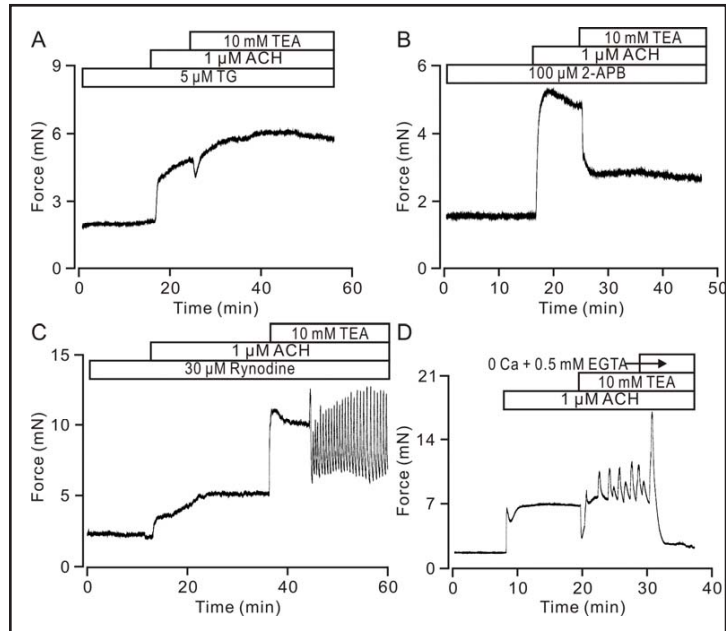 A
10 mM TEA
1 µM ACH
5 µM TG
9
6
3
0
Force (mN)
0 20 40 60
Time (min)
B
10 mM TEA
1 µM ACH
100 µM 2-APB
6
4
2
0
Force (mN)
0 10 20 30 40 50
Time (min)
C
10 mM TEA
1 µM ACH
30 µM Rynodine
15
10
5
0
Force (mN)
0 20 40 60
Time (min)
D
0 Ca + 0.5 mM EGTA
10 mM TEA
1 µM ACH
21
14
7
0
Force (mN)
0 10 20 30 40
Time (min)